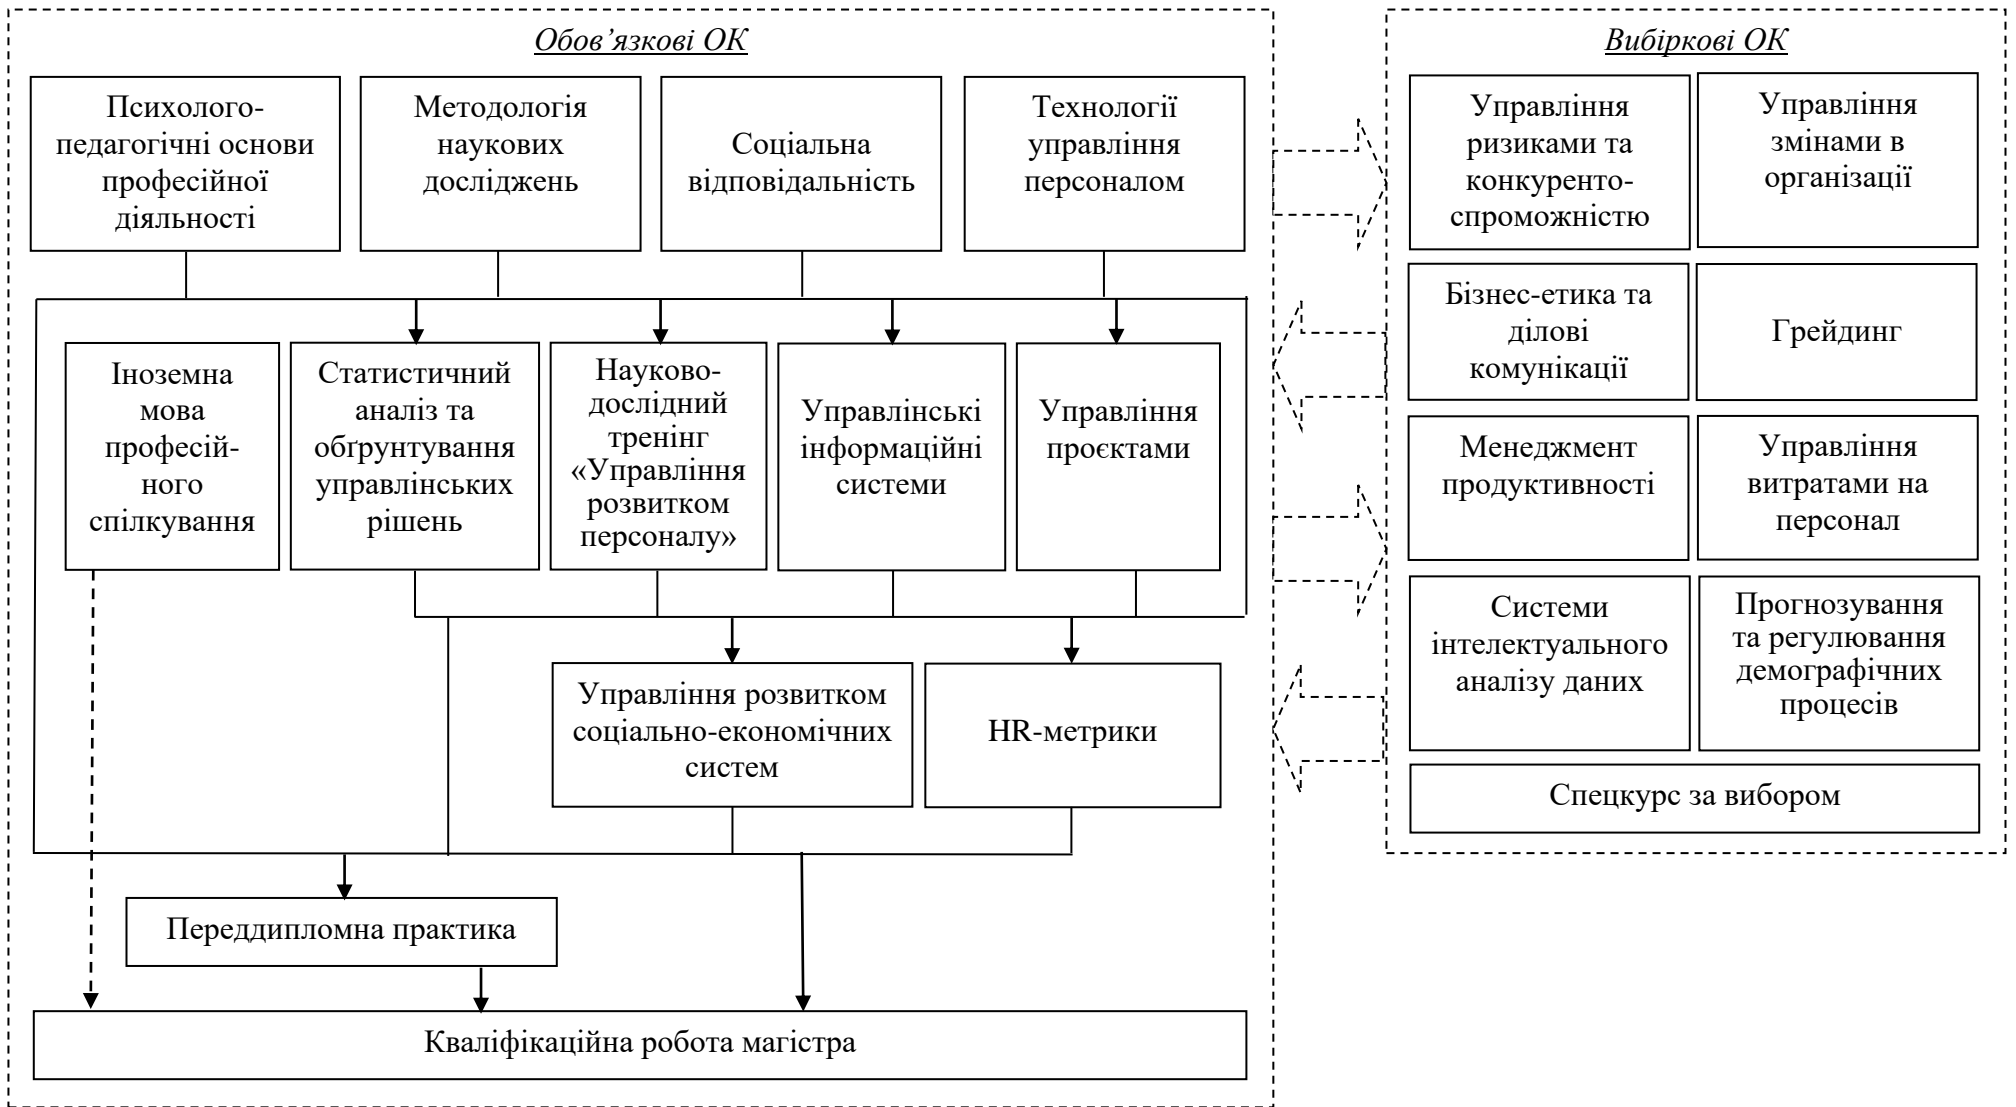 Обов’язкові ОК
Психолого-
педагогічні основи
професійної
діяльності
Методологія
наукових
досліджень
Соціальна
відповідальність
Технології
управління
персоналом
Іноземна
мова
професій-
ного
спілкування
Статистичний
аналіз та
обґрунтування
управлінських
рішень
Науково-
дослідний
тренінг
«Управління
розвитком
персоналу»
Управлінські
інформаційні
системи
Управління
проєктами
Управління розвитком
соціально-економічних
систем
HR-метрики
Переддипломна практика
Кваліфікаційна робота магістра
Вибіркові ОК
Управління
ризиками та
конкуренто-
спроможністю
Управління
змінами в
організації
Бізнес-етика та
ділові
комунікації
Грейдинг
Менеджмент
продуктивності
Управління
витратами на
персонал
Системи
інтелектуального
аналізу даних
Прогнозування
та регулювання
демографічних
процесів
Спецкурс за вибором